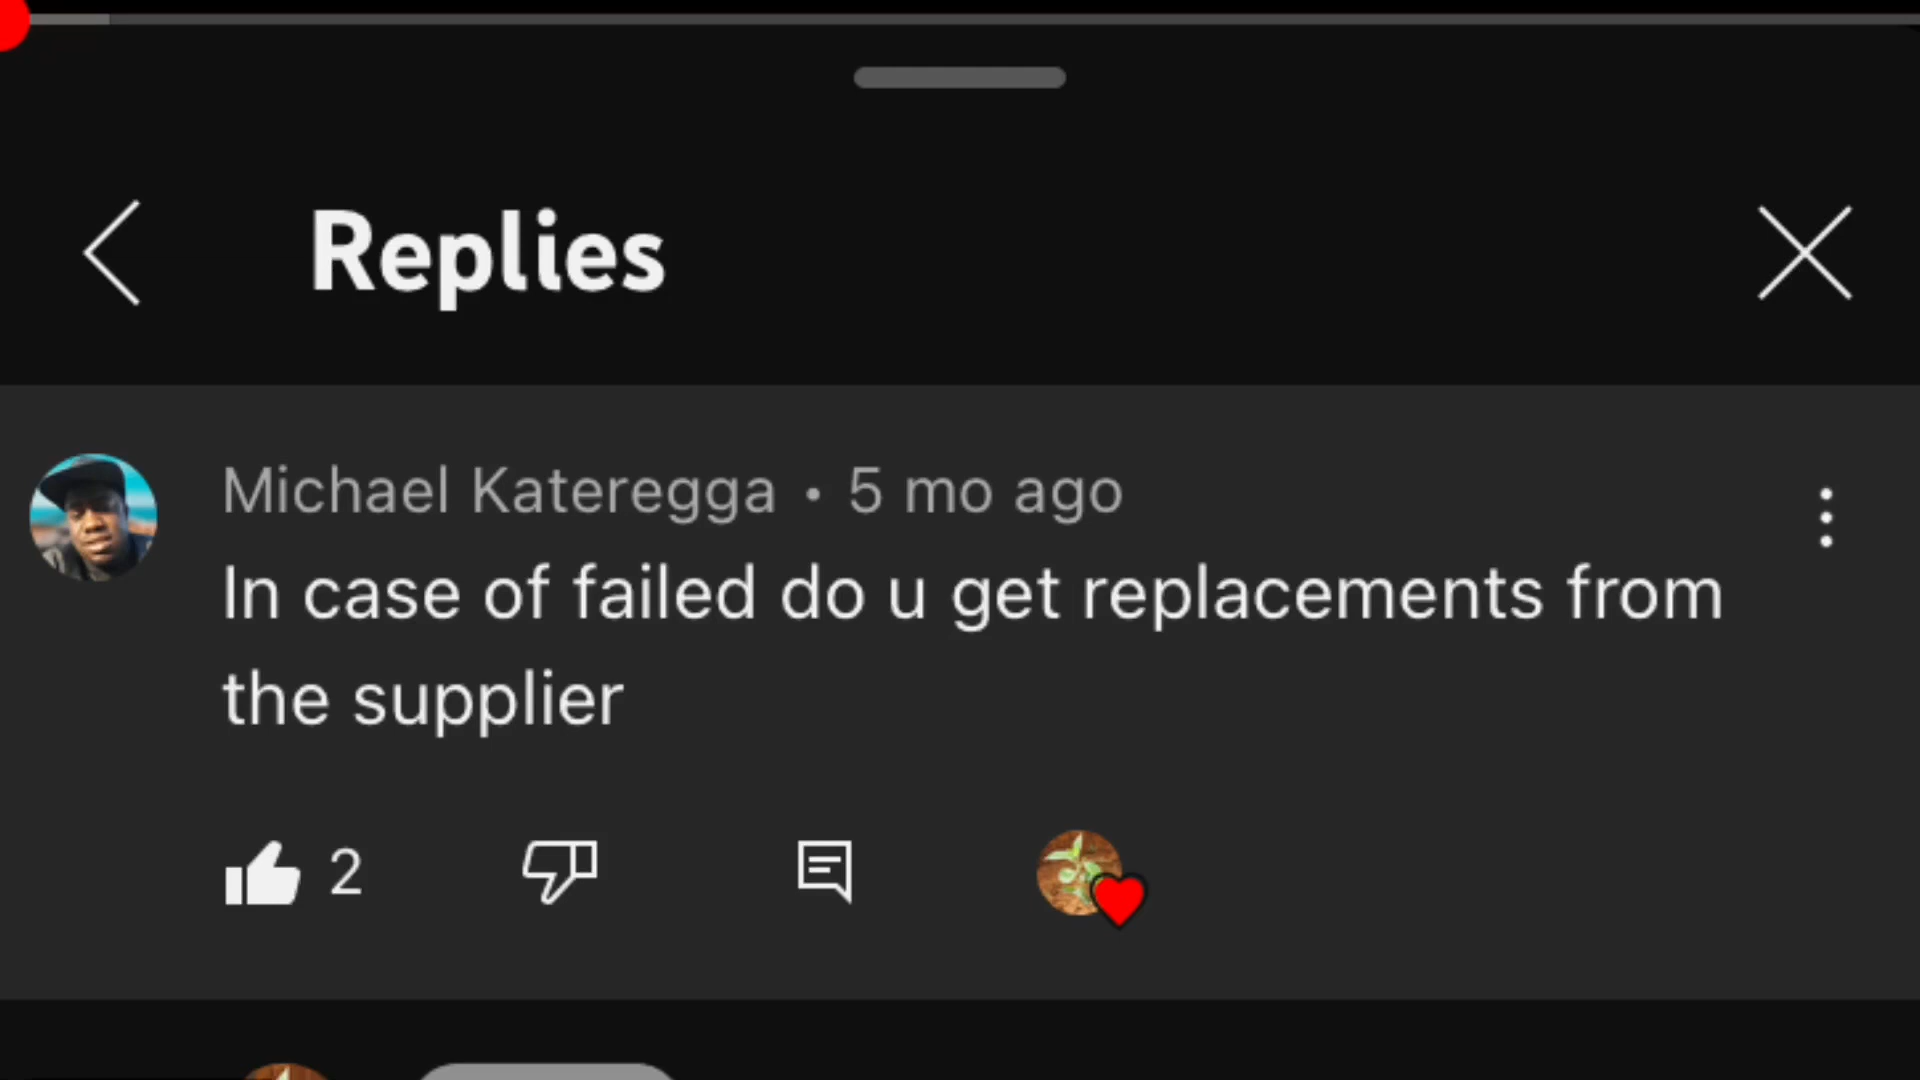 Replies
Michael Kateregga • 5 mo ago
In case of failed do u get replacements from
the supplier
2